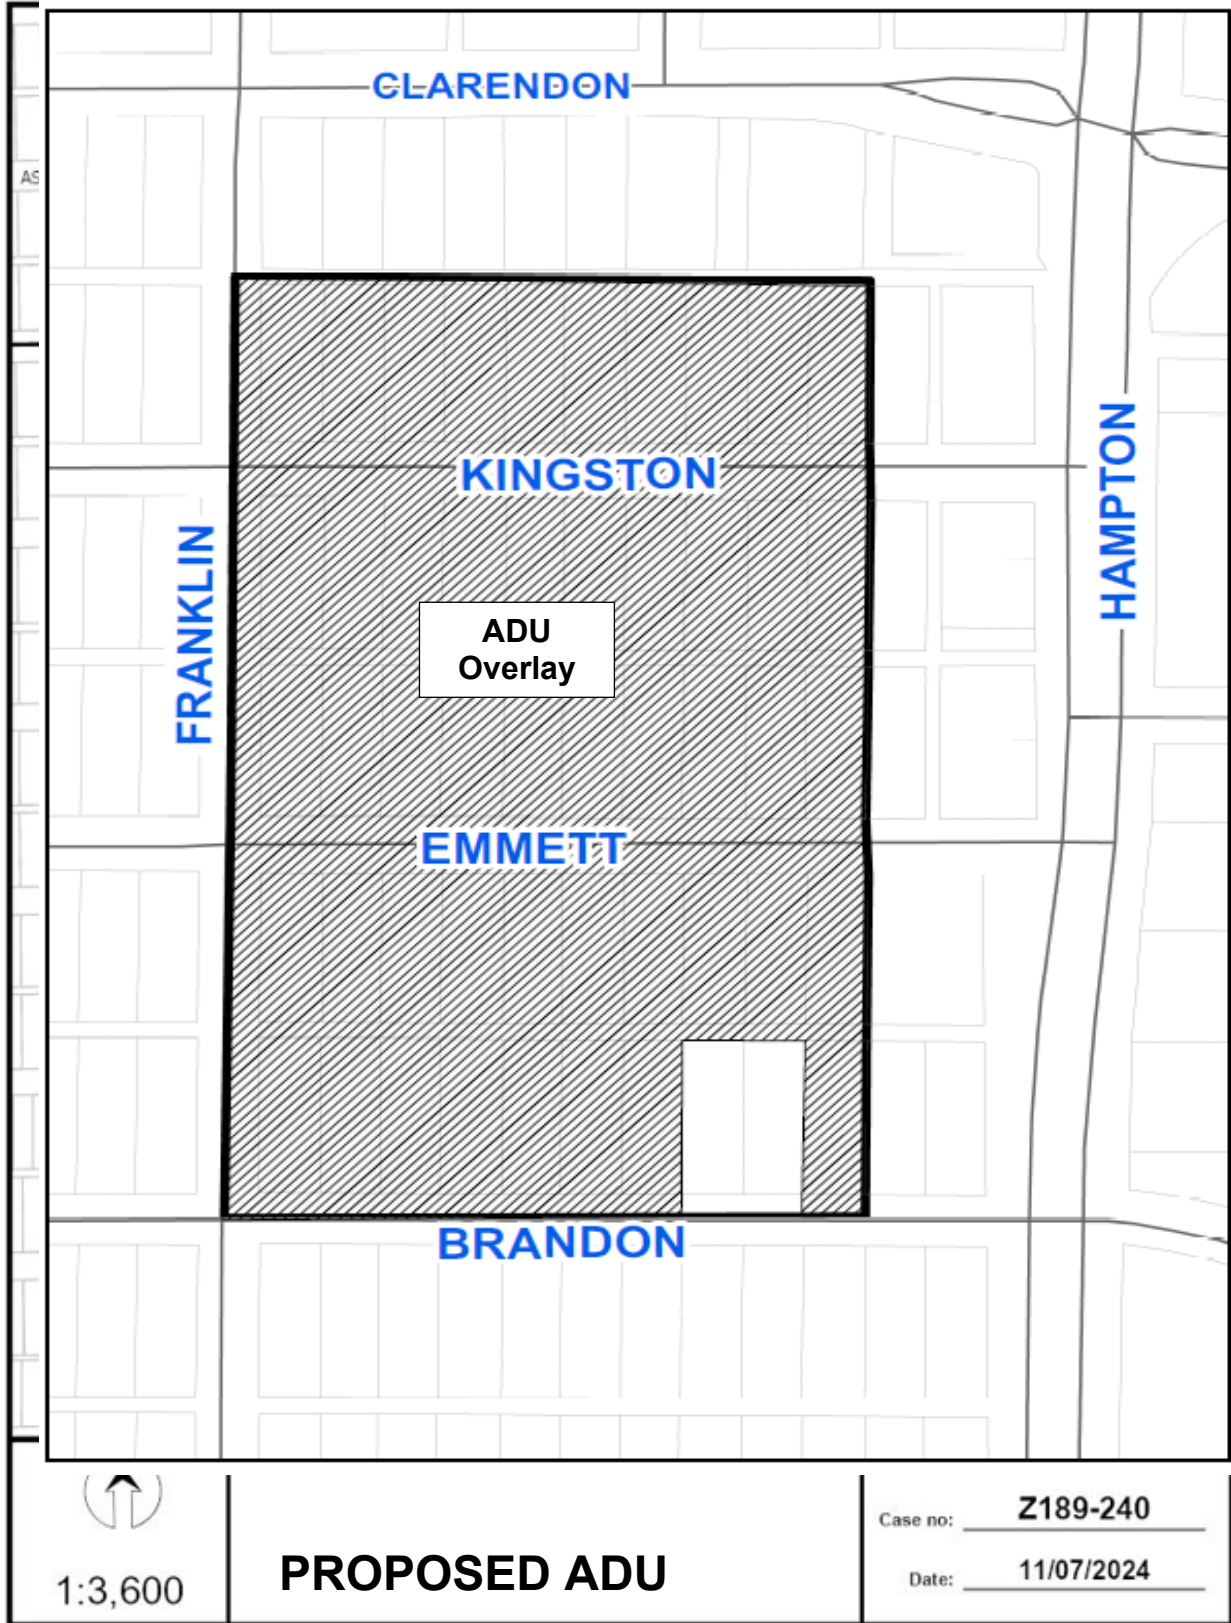 CLARENDON
AS
KINGSTON
HAMPTON
FRANKLIN
ADU
Overlay
EMMETT
BRANDON
1:3,600
PROPOSED ADU
Case no: Z189-240
Date: 11/07/2024